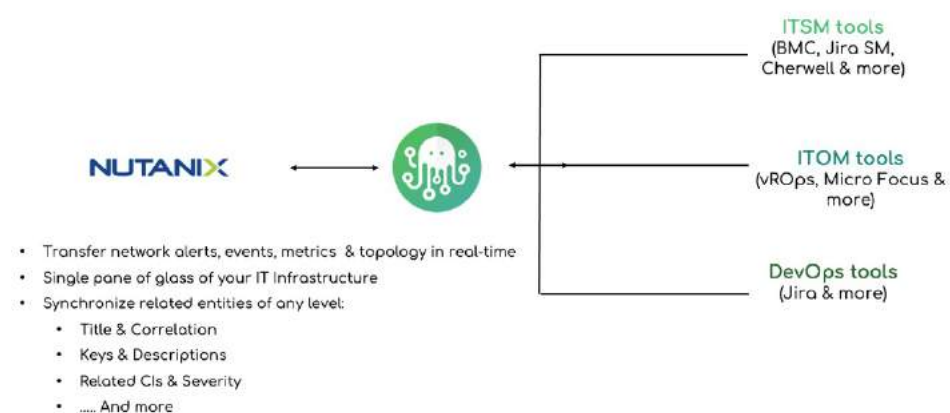 ITSM tools
(BMC, Jira SM,
Cherwell & more)
NUTANIX
ITOM tools
(vROps, Micro Focus &
more)
• Transfer network alerts, events, metrics & topology in real-time
• Single pane of glass of your IT Infrastructure
• Synchronize related entities of any level:
• Title & Correlation
• Keys & Descriptions
• Related CIs & Severity
• ..... And more
DevOps tools
(Jira & more)